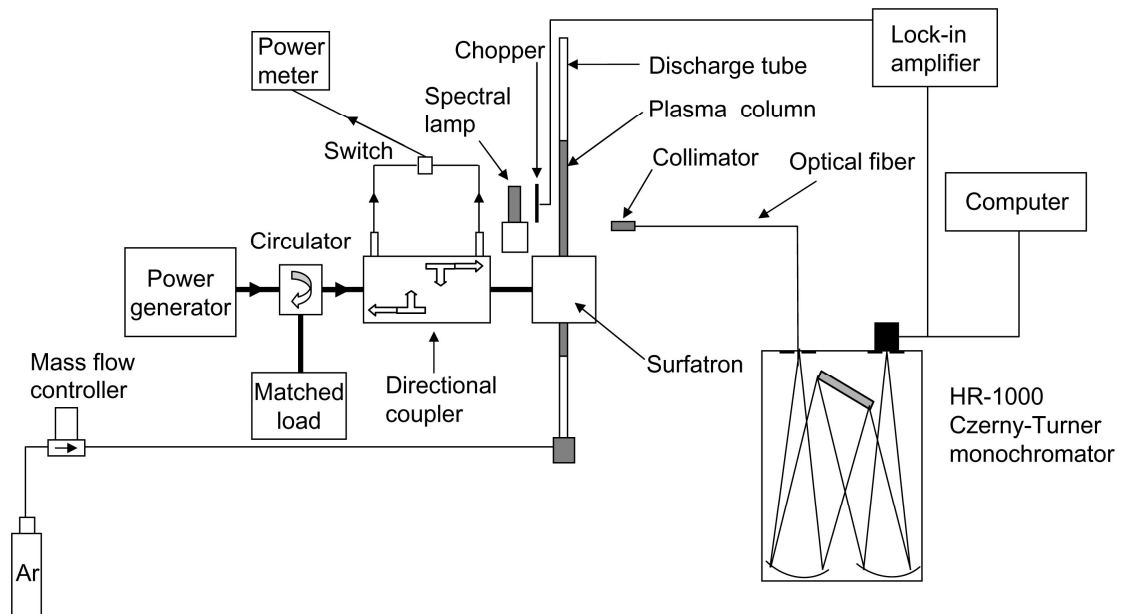 Power
meter
Chopper
Spectral
lamp
Switch
Discharge tube
Plasma column
Collimator
Optical fiber
Lock-in
amplifier
Computer
Circulator
Power
generator
Mass flow
controller
Matched
load
Directional
coupler
Surfatron
HR-1000
Czerny-Turner
monochromator
Ar